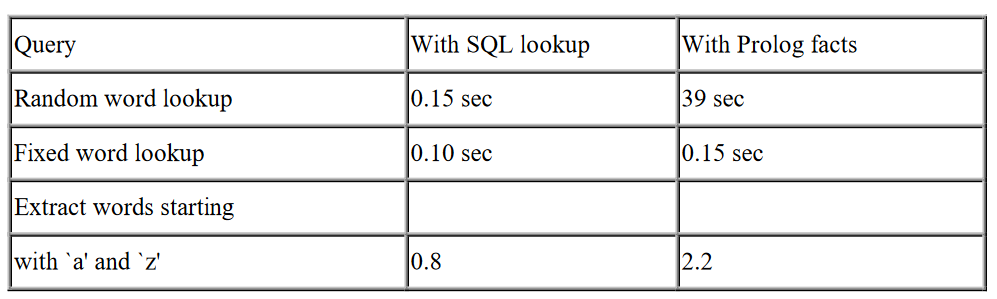 Query With SQL lookup With Prolog facts
Random word lookup 0.15 sec 39 sec
Fixed word lookup 0.10 sec 0.15 sec
Extract words starting
with `a' and `z' 0.8 2.2